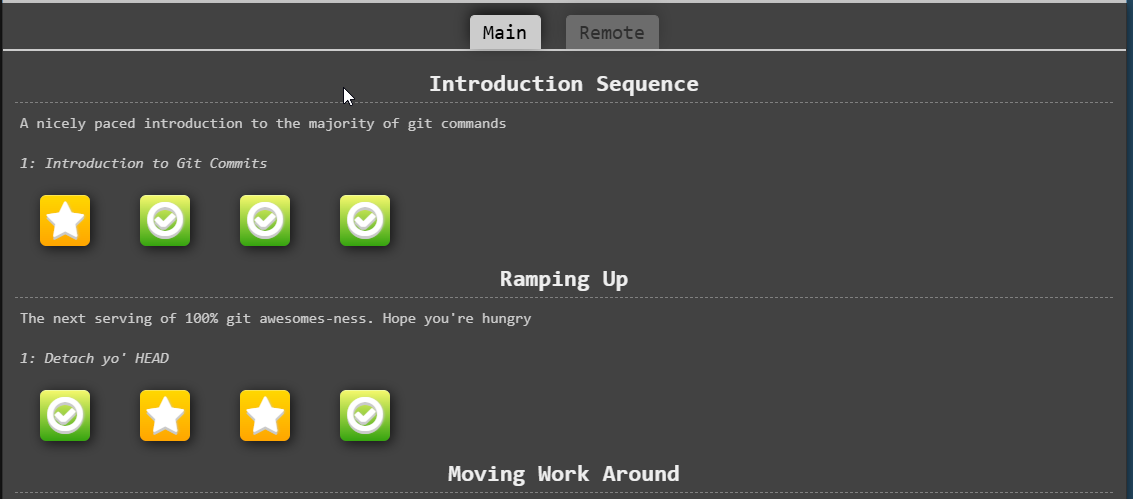 Main Remote
Introduction Sequence
A nicely paced introduction to the majority of git commands
1: Introduction to Git Commits
Ramping Up
The next serving of 100% git awesomes-ness. Hope you're hungry
1: Detach yo' HEAD
Moving Work Around